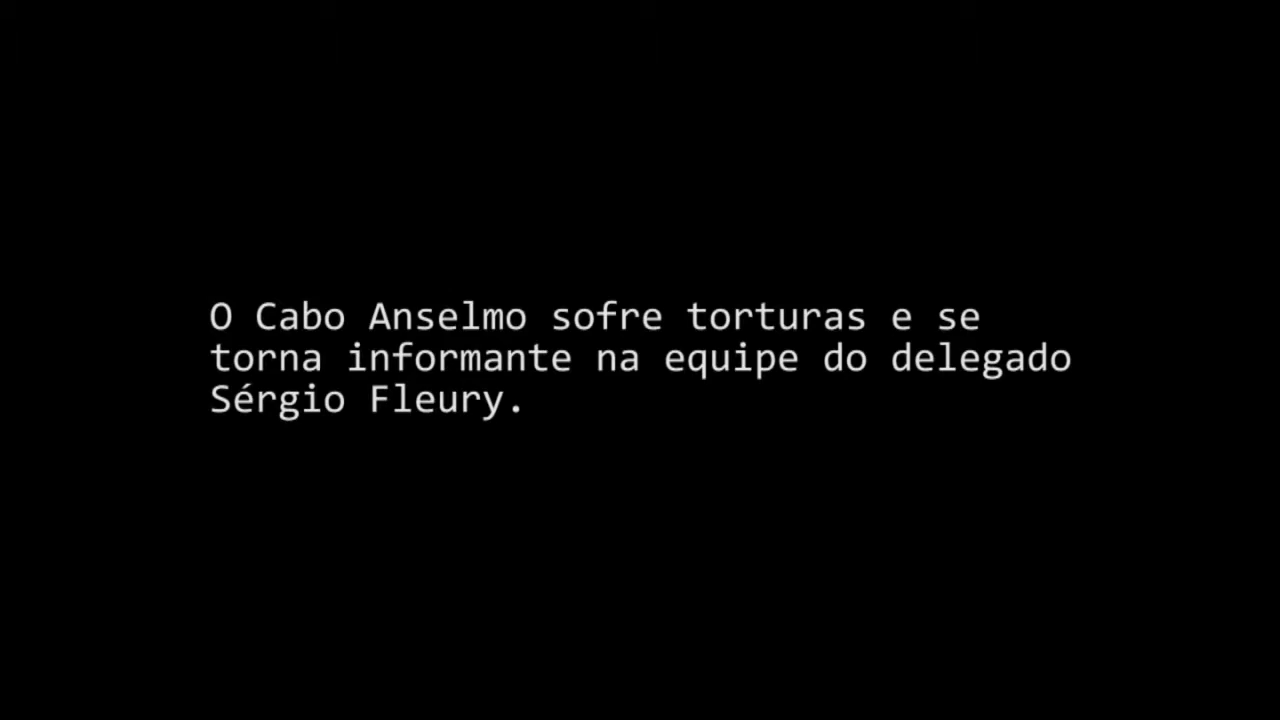 O Cabo Anselmo sofre torturas e se
torna informante na equipe do delegado
Sérgio Fleury.